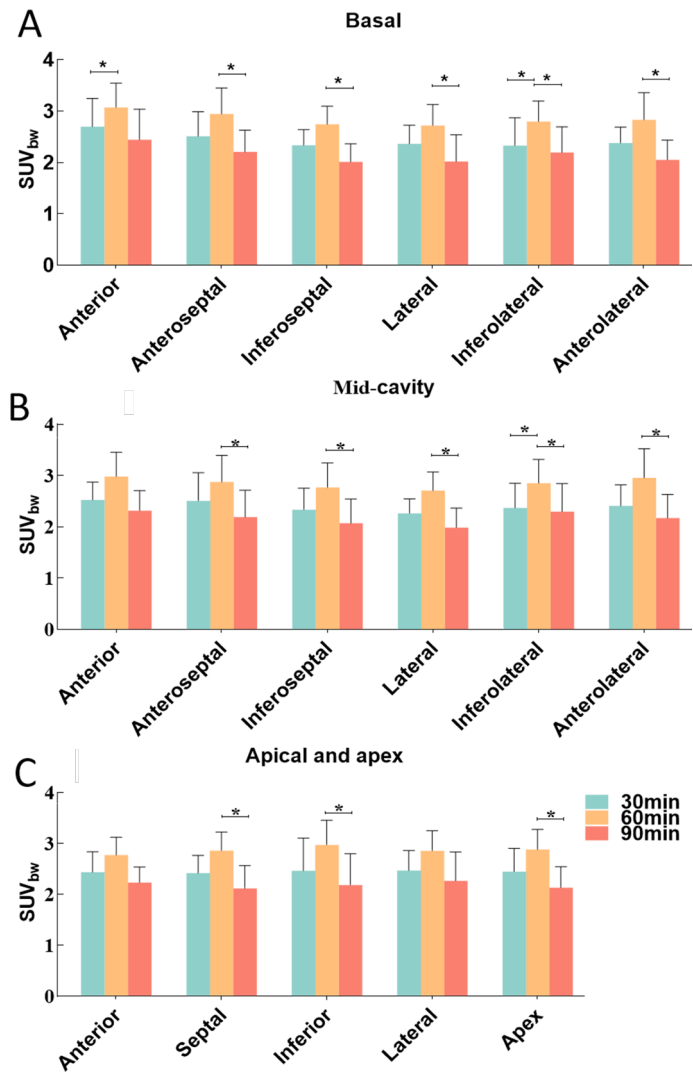 A
Basal
SUVbw
4
3
2
1
0
* * * * * * *
Anterior
Anteroseptal
Inferoseptal
Lateral
Inferolateral
Anterolateral
B
Mid-cavity
SUVbw
4
3
2
1
0
* * * * * *
Anterior
Anteroseptal
Inferoseptal
Lateral
Inferolateral
Anterolateral
C
Apical and apex
SUVbw
4
3
2
1
0
* * *
Anterior
Septal
Inferior
Lateral
Apex
30min
60min
90min